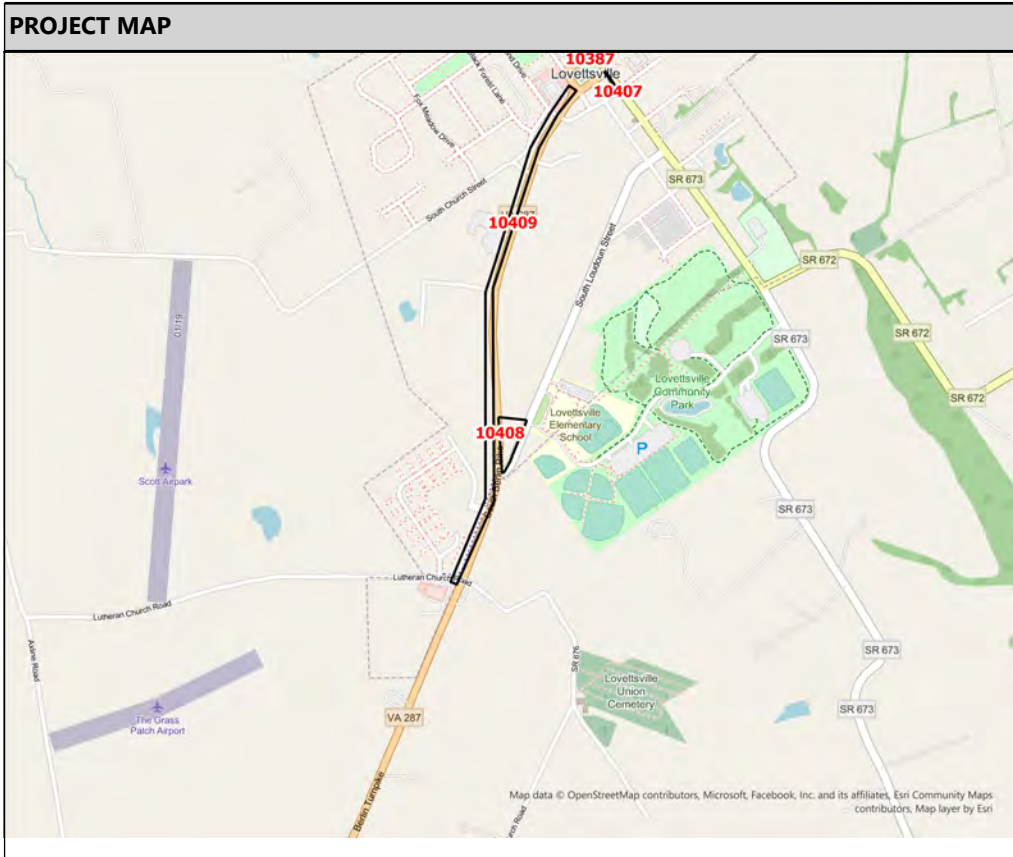 PROJECT MAP
10387
Lovettsville
10407
Fox Meadow Drive
SR 673
South Church Street
10409
South Loudoun Street
SR 672
01/19
SR 672
SR 673
Lovettsville
Community
Park
SR 672
Lovettsville
Elementary
School
10408
P
Scott Airpark
SR 673
Lutheran Church Road
Lutheran Church Road
Axline Road
SR 676
SR 673
Lovettsville
Union
Cemetery
VA 287
SR 673
The Grass
Patch Airport
Berlin Turnpike
Map data © OpenStreetMap contributors, Microsoft, Facebook, Inc. and its affiliates, Esri Community Maps
contributors, Map layer by Esri